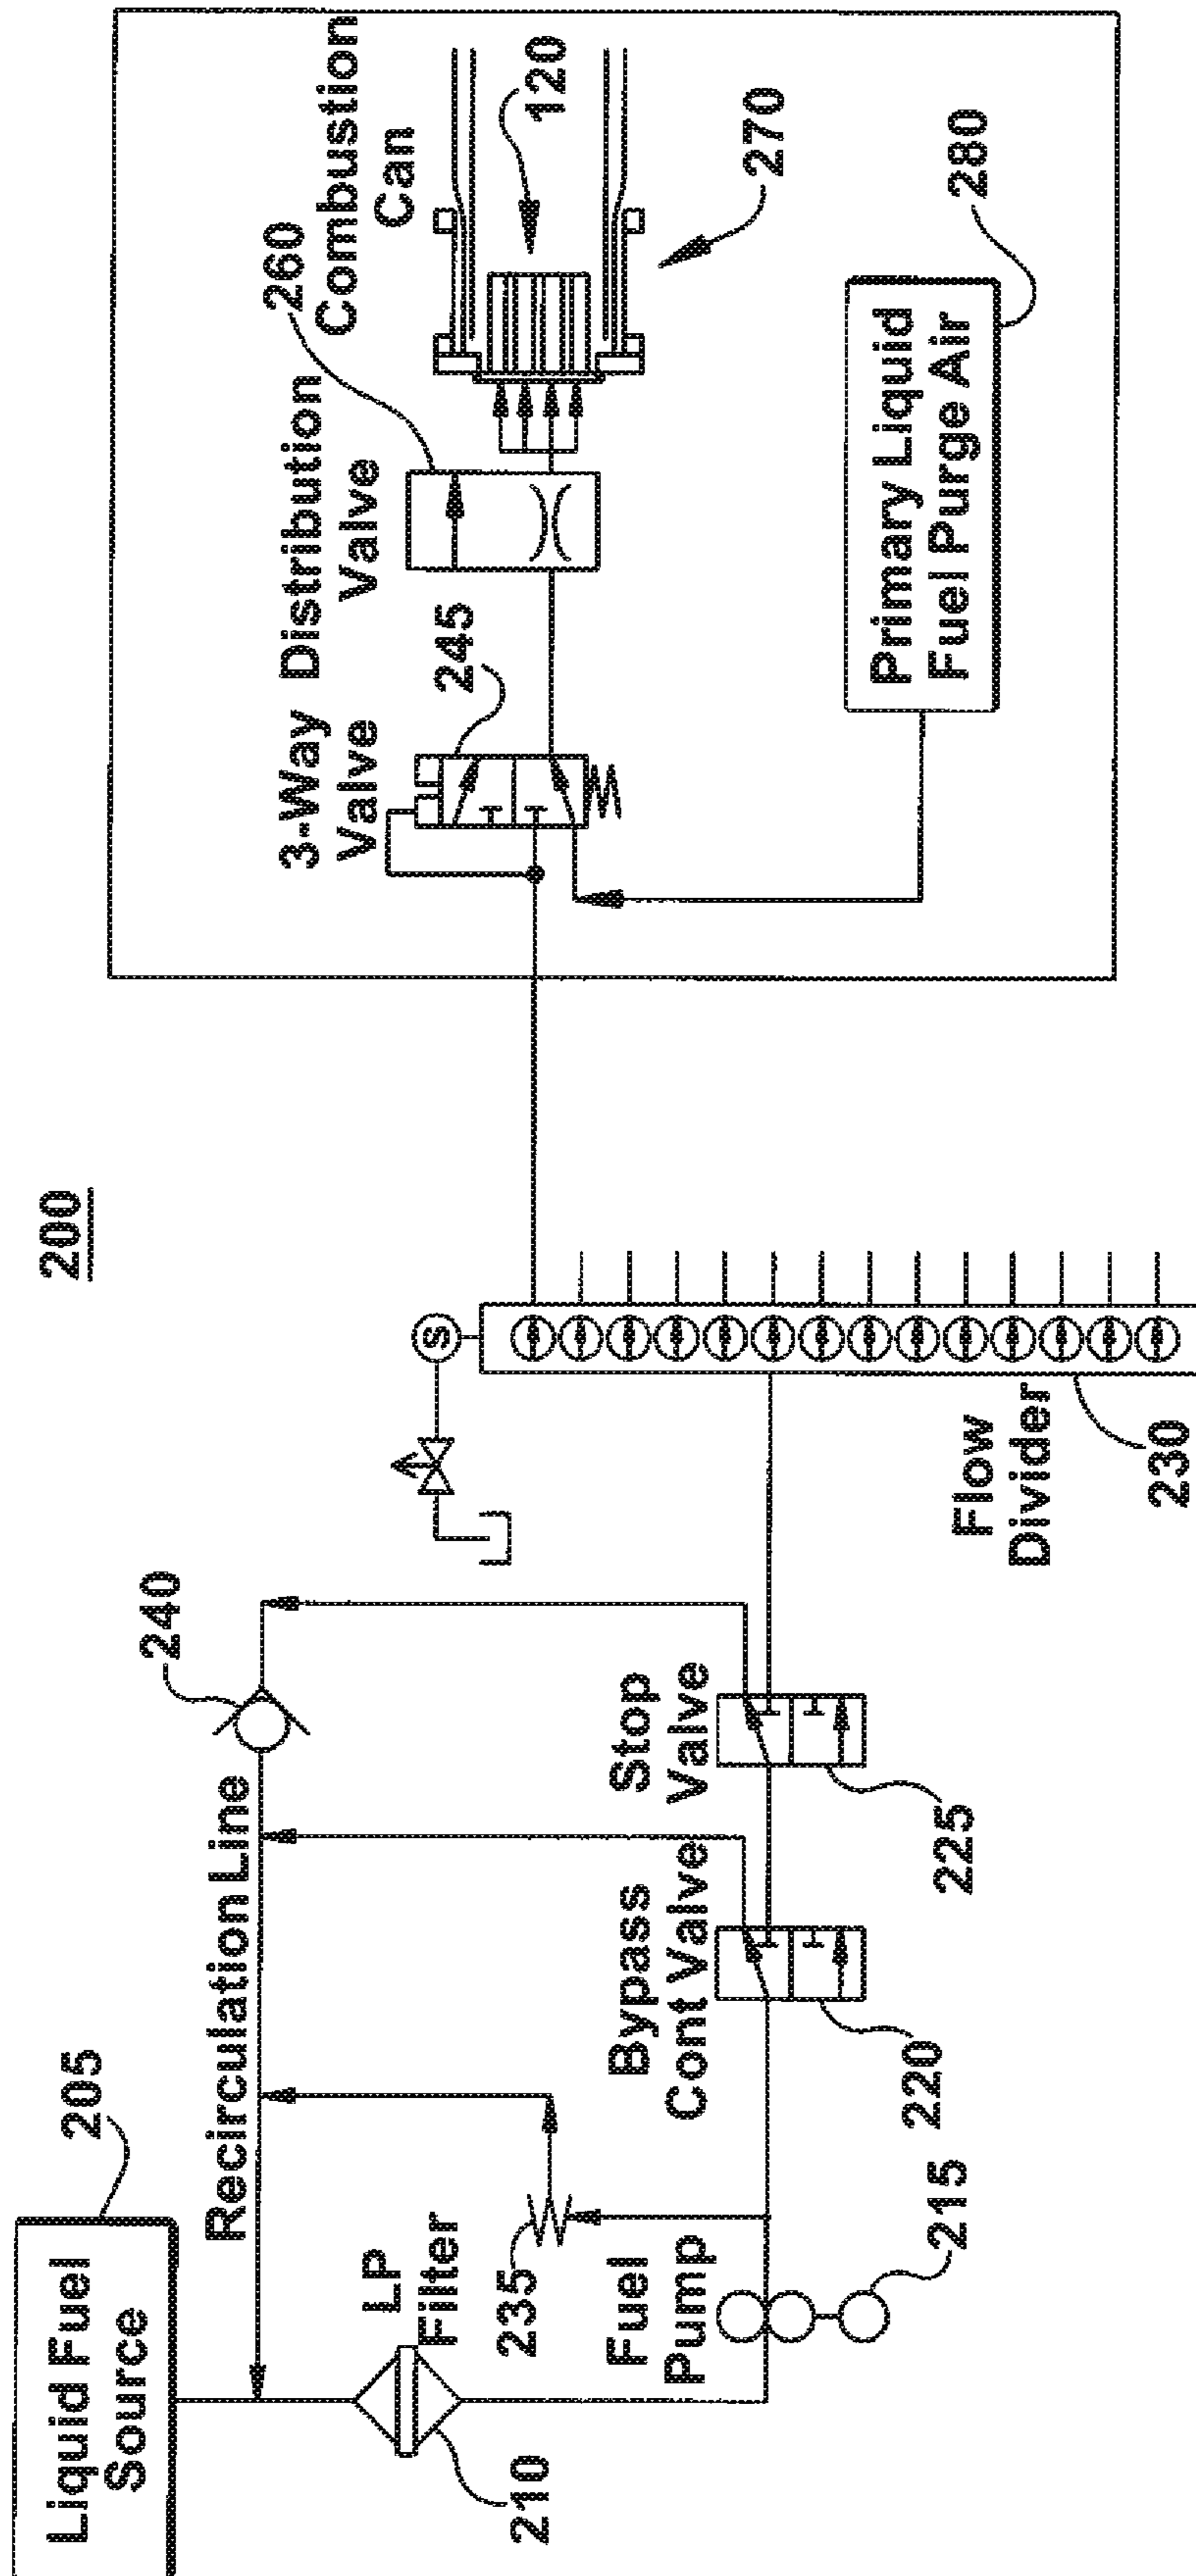 200
Liquid Fuel
Source
205
Recirculation Line
240
LP
Filter
210
235
Fuel
Pump
215
Bypass
Cont Valve
220
Stop
Valve
225
S
Flow
Divider
230
3-Way
Valve
245
Distribution
Valve
260
Combustion
Can
120
270
Primary Liquid
Fuel Purge Air
280